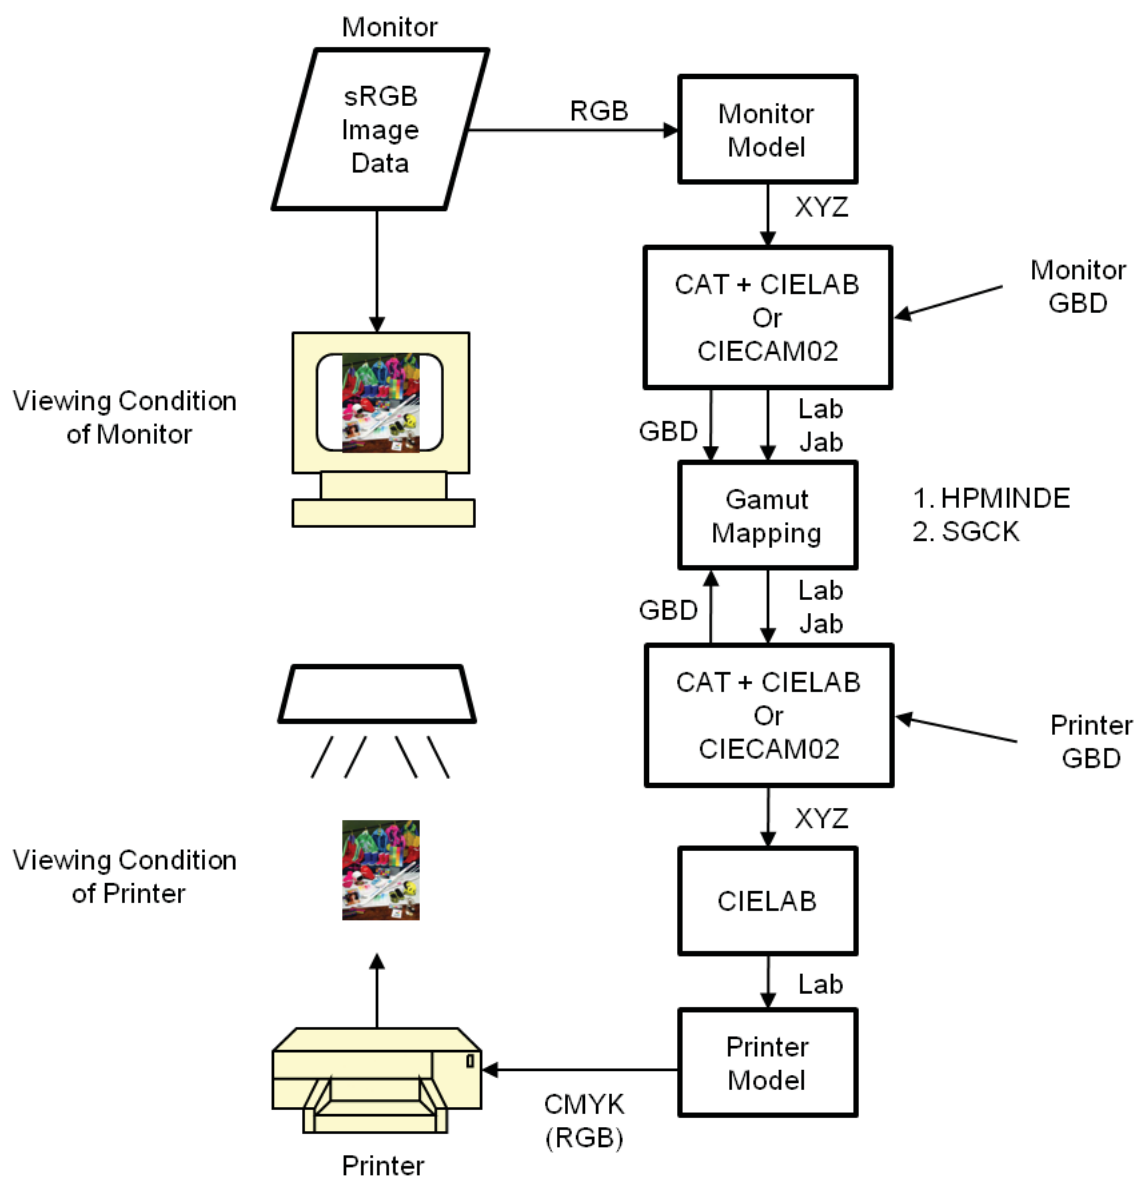 Monitor
sRGB
Image
Data
RGB
Monitor
Model
XYZ
CAT + CIELAB
Or
CIECAM02
Monitor
GBD
Viewing Condition
of Monitor
GBD
Lab
Jab
Gamut
Mapping
1. HPMINDE
2. SGCK
GBD
Lab
Jab
CAT + CIELAB
Or
CIECAM02
Printer
GBD
XYZ
Viewing Condition
of Printer
CIELAB
Lab
Printer
Model
CMYK
(RGB)
Printer